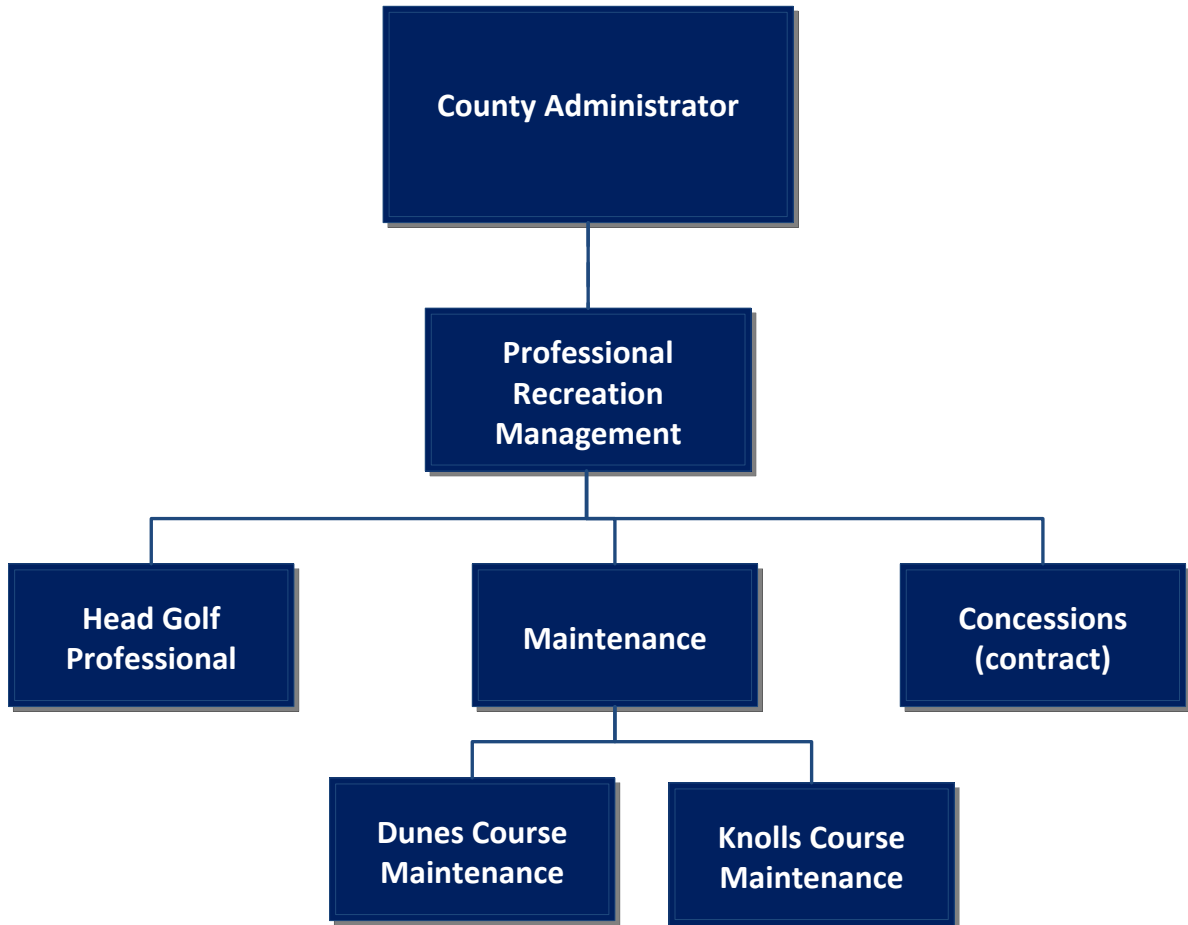 County Administrator
Professional
Recreation
Management
Head Golf
Professional
Maintenance
Concessions
(contract)
Dunes Course
Maintenance
Knolls Course
Maintenance